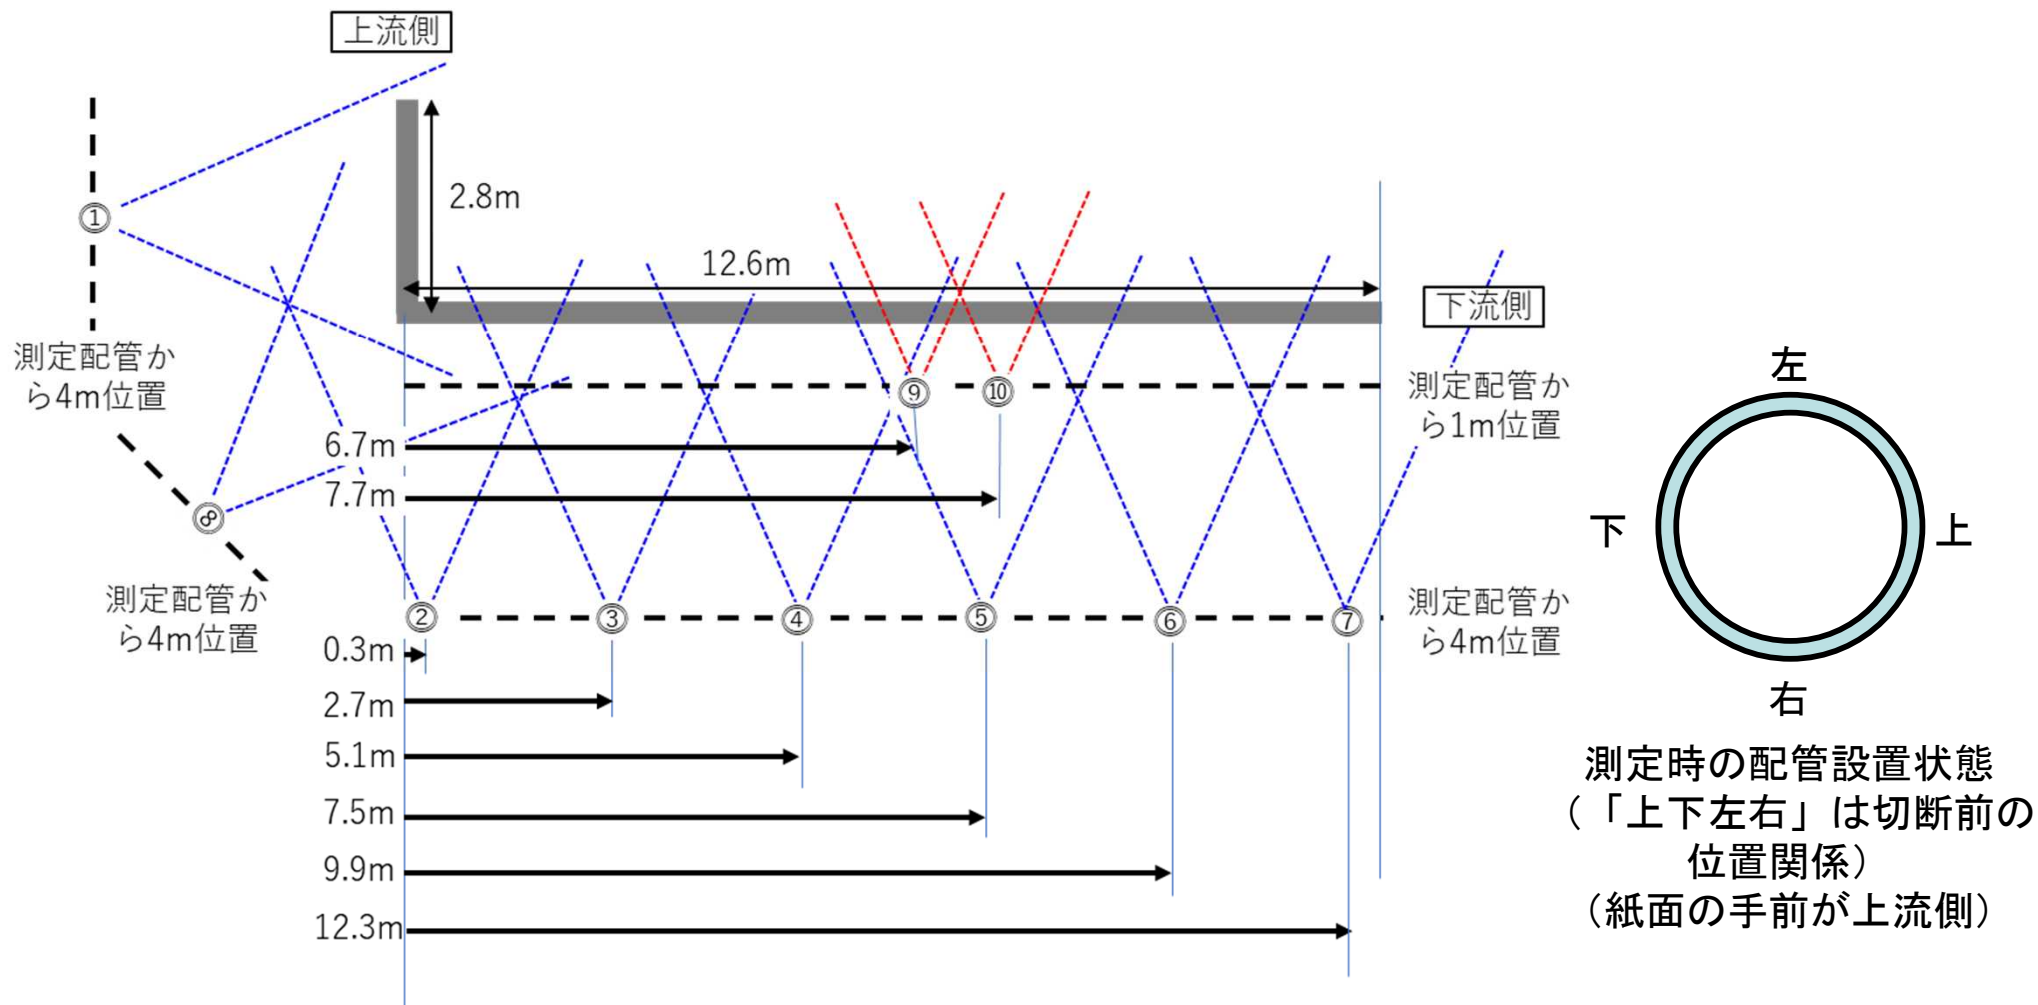 上流側
2.8m
①
12.6m
下流側
測定配管か
ら4m位置
⑨
⑩
測定配管か
ら1m位置
6.7m
7.7m
⑧
測定配管か
ら4m位置
②
③
④
⑤
⑥
⑦
測定配管か
ら4m位置
0.3m
2.7m
5.1m
7.5m
9.9m
12.3m
左
下
上
右
測定時の配管設置状態
（「上下左右」は切断前の
位置関係）
（紙面の手前が上流側）